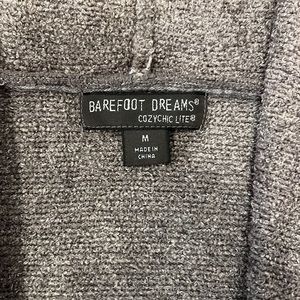 BAREFOOT DREAMS®
COZYCHIC LITE®
M
MADE IN
CHINA